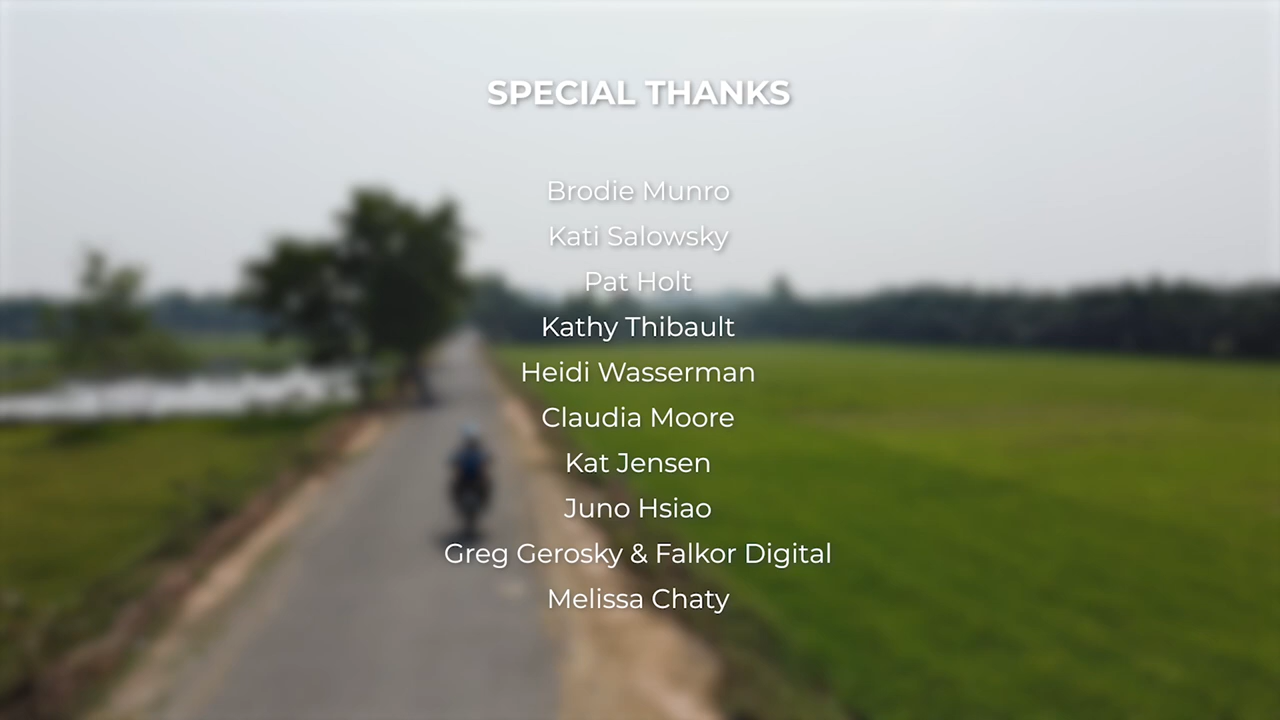 SPECIAL THANKS
Brodie Munro
Kati Salowsky
Pat Holt
Kathy Thibault
Heidi Wasserman
Claudia Moore
Kat Jensen
Juno Hsiao
Greg Gerosky & Falkor Digital
Melissa Chaty